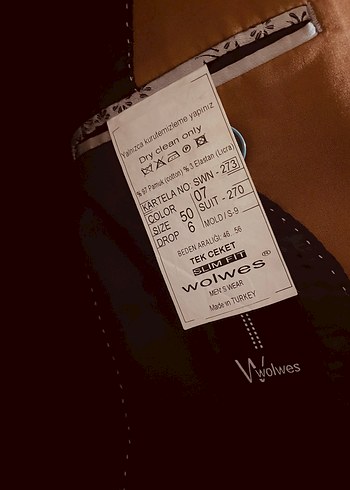 Yalnızca kurutemizleme yapınız
Dry clean only
% 97 Pamuk (cotton) % 3 Elastan (Licra)
KARTELA NO: SWN - 273
COLOR 07
SIZE 50 SUIT - 270
DROP 6 MOLD / S-9
BEDEN ARALIĞI: 46 . 56
TEK CEKET
SLIM FIT
wolwes®
MEN'S WEAR
Made in TURKEY
Wwolwes